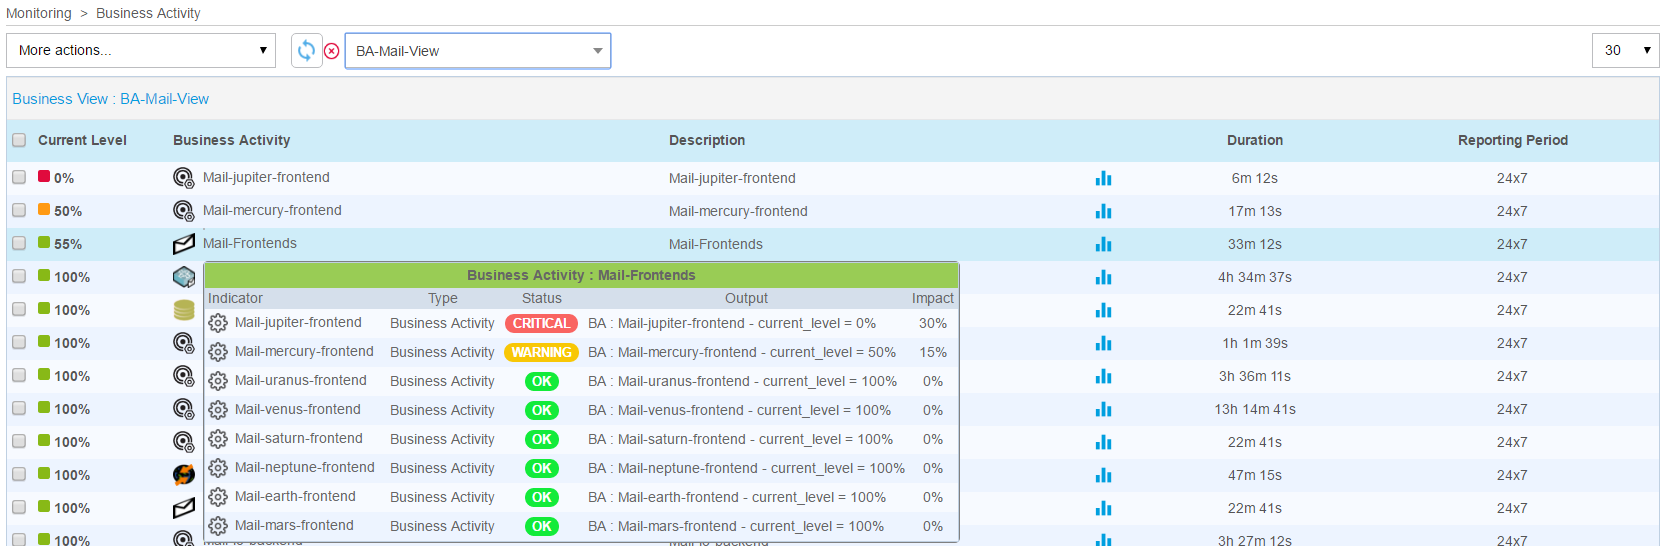 Monitoring > Business Activity
More actions... BA-Mail-View 30
Business View : BA-Mail-View
Current Level Business Activity Description Duration Reporting Period
0% Mail-jupiter-frontend Mail-jupiter-frontend 6m 12s 24x7
50% Mail-mercury-frontend Mail-mercury-frontend 17m 13s 24x7
55% Mail-Frontends Mail-Frontends 33m 12s 24x7
100% 4h 34m 37s 24x7
100% 22m 41s 24x7
100% 1h 1m 39s 24x7
100% 3h 36m 11s 24x7
100% 13h 14m 41s 24x7
100% 22m 41s 24x7
100% 47m 15s 24x7
100% 22m 41s 24x7
100% 3h 27m 12s 24x7
Business Activity : Mail-Frontends
Indicator Type Status Output Impact
Mail-jupiter-frontend Business Activity CRITICAL BA : Mail-jupiter-frontend - current_level = 0% 30%
Mail-mercury-frontend Business Activity WARNING BA : Mail-mercury-frontend - current_level = 50% 15%
Mail-uranus-frontend Business Activity OK BA : Mail-uranus-frontend - current_level = 100% 0%
Mail-venus-frontend Business Activity OK BA : Mail-venus-frontend - current_level = 100% 0%
Mail-saturn-frontend Business Activity OK BA : Mail-saturn-frontend - current_level = 100% 0%
Mail-neptune-frontend Business Activity OK BA : Mail-neptune-frontend - current_level = 100% 0%
Mail-earth-frontend Business Activity OK BA : Mail-earth-frontend - current_level = 100% 0%
Mail-mars-frontend Business Activity OK BA : Mail-mars-frontend - current_level = 100% 0%